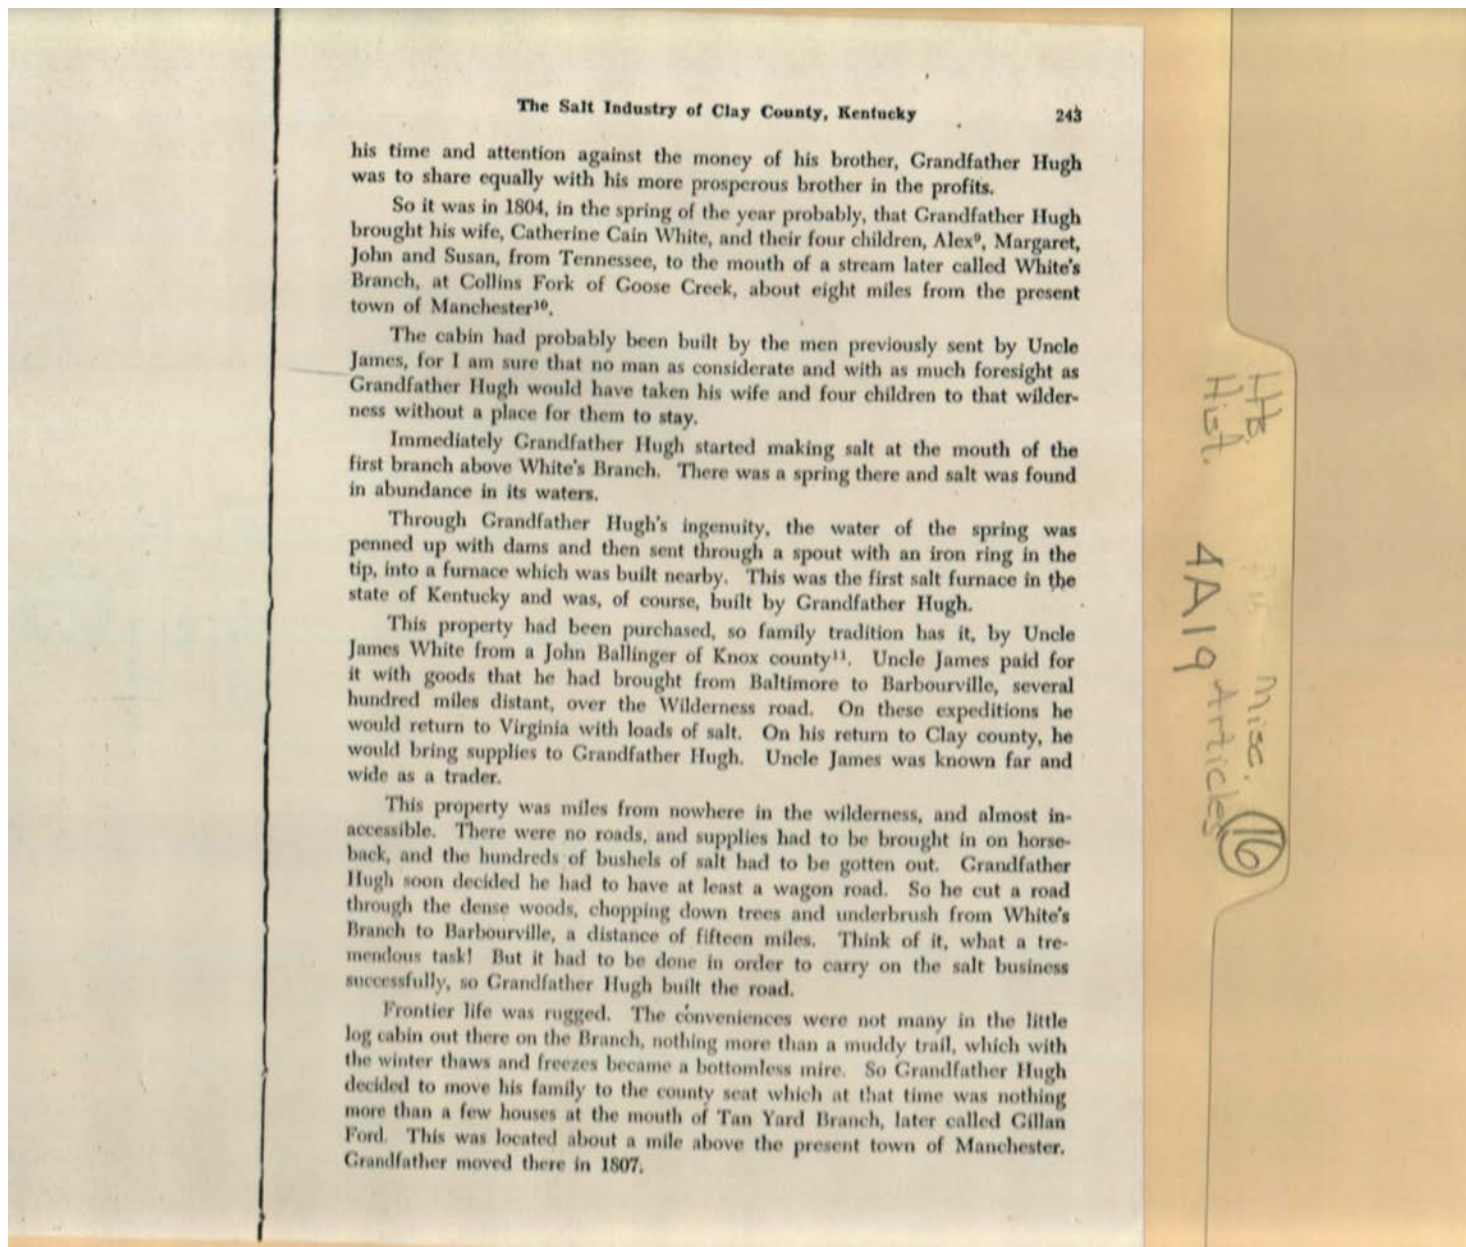 The Salt Industry of Clay County, Kentucky 243
his time and attention against the money of his brother, Grandfather Hugh
was to share equally with his more prosperous brother in the profits.
So it was in 1804, in the spring of the year probably, that Grandfather Hugh
brought his wife, Catherine Cain White, and their four children, Alex⁹, Margaret,
John and Susan, from Tennessee, to the mouth of a stream later called White's
Branch, at Collins Fork of Goose Creek, about eight miles from the present
town of Manchester¹⁰.
The cabin had probably been built by the men previously sent by Uncle
James, for I am sure that no man as considerate and with as much foresight as
Grandfather Hugh would have taken his wife and four children to that wilder-
ness without a place for them to stay.
Immediately Grandfather Hugh started making salt at the mouth of the
first branch above White's Branch. There was a spring there and salt was found
in abundance in its waters.
Through Grandfather Hugh's ingenuity, the water of the spring was
penned up with dams and then sent through a spout with an iron ring in the
tip, into a furnace which was built nearby. This was the first salt furnace in the
state of Kentucky and was, of course, built by Grandfather Hugh.
This property had been purchased, so family tradition has it, by Uncle
James White from a John Ballinger of Knox county¹¹. Uncle James paid for
it with goods that he had brought from Baltimore to Barbourville, several
hundred miles distant, over the Wilderness road. On these expeditions he
would return to Virginia with loads of salt. On his return to Clay county, he
would bring supplies to Grandfather Hugh. Uncle James was known far and
wide as a trader.
This property was miles from nowhere in the wilderness, and almost in-
accessible. There were no roads, and supplies had to be brought in on horse-
back, and the hundreds of bushels of salt had to be gotten out. Grandfather
Hugh soon decided he had to have at least a wagon road. So he cut a road
through the dense woods, chopping down trees and underbrush from White's
Branch to Barbourville, a distance of fifteen miles. Think of it, what a tre-
mendous task! But it had to be done in order to carry on the salt business
successfully, so Grandfather Hugh built the road.
Frontier life was rugged. The conveniences were not many in the little
log cabin out there on the Branch, nothing more than a muddy trail, which with
the winter thaws and freezes became a bottomless mire. So Grandfather Hugh
decided to move his family to the county seat which at that time was nothing
more than a few houses at the mouth of Tan Yard Branch, later called Gillan
Ford. This was located about a mile above the present town of Manchester.
Grandfather moved there in 1807.
Hist. 4A19
Misc. Articles
16